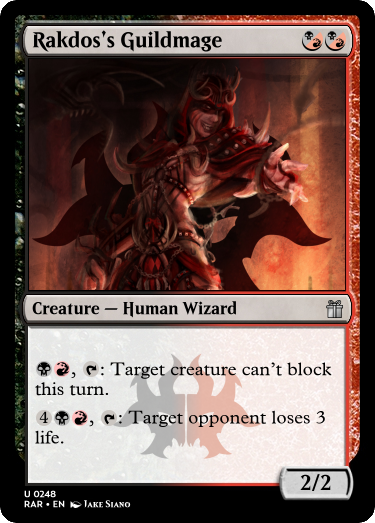 Rakdos's Guildmage
Creature — Human Wizard
, : Target creature can't block
this turn.
4 , : Target opponent loses 3
life.
2/2
U 0248
RAR • EN Jake Siano